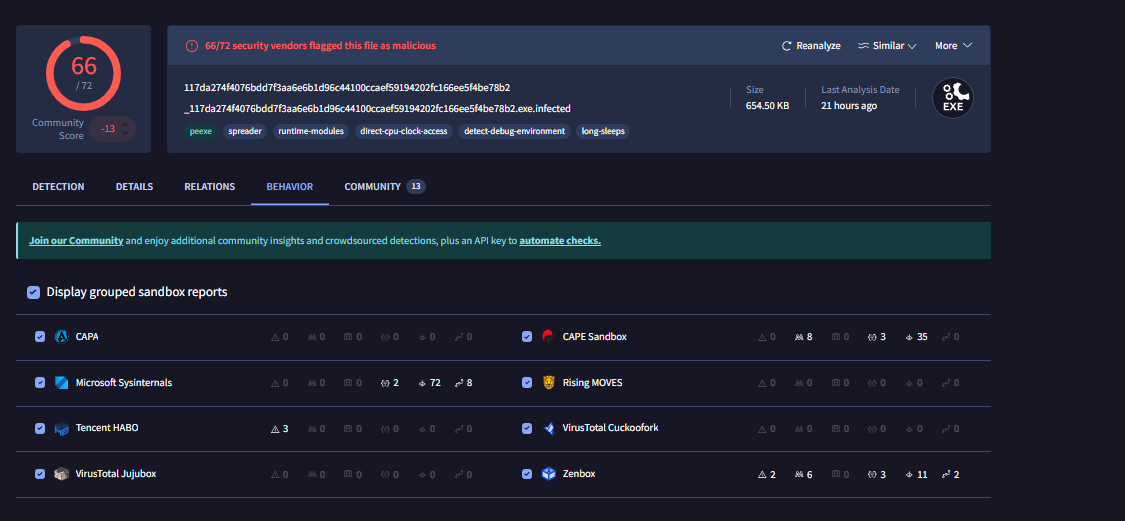 66
/ 72
Community
Score
-13
66/72 security vendors flagged this file as malicious
Reanalyze
Similar
More
117da274f4076bdd7f3aa6e6b1d96c44100ccaef59194202fc166ee5f4be78b2
_117da274f4076bdd7f3aa6e6b1d96c44100ccaef59194202fc166ee5f4be78b2.exe.infected
peexe spreader runtime-modules direct-cpu-clock-access detect-debug-environment long-sleeps
Size
654.50 KB
Last Analysis Date
21 hours ago
EXE
DETECTION DETAILS RELATIONS BEHAVIOR COMMUNITY 13
Join our Community and enjoy additional community insights and crowdsourced detections, plus an API key to automate checks.
Display grouped sandbox reports
CAPA 0 0 0 0 0 0
CAPE Sandbox 0 8 0 3 35 0
Microsoft Sysinternals 0 0 0 2 72 8
Rising MOVES 0 0 0 0 0 0
Tencent HABO 3 0 0 0 0 0
VirusTotal Cuckoofork 0 0 0 0 0 0
VirusTotal Jujubox 0 0 0 0 0 0
Zenbox 2 6 0 3 11 2